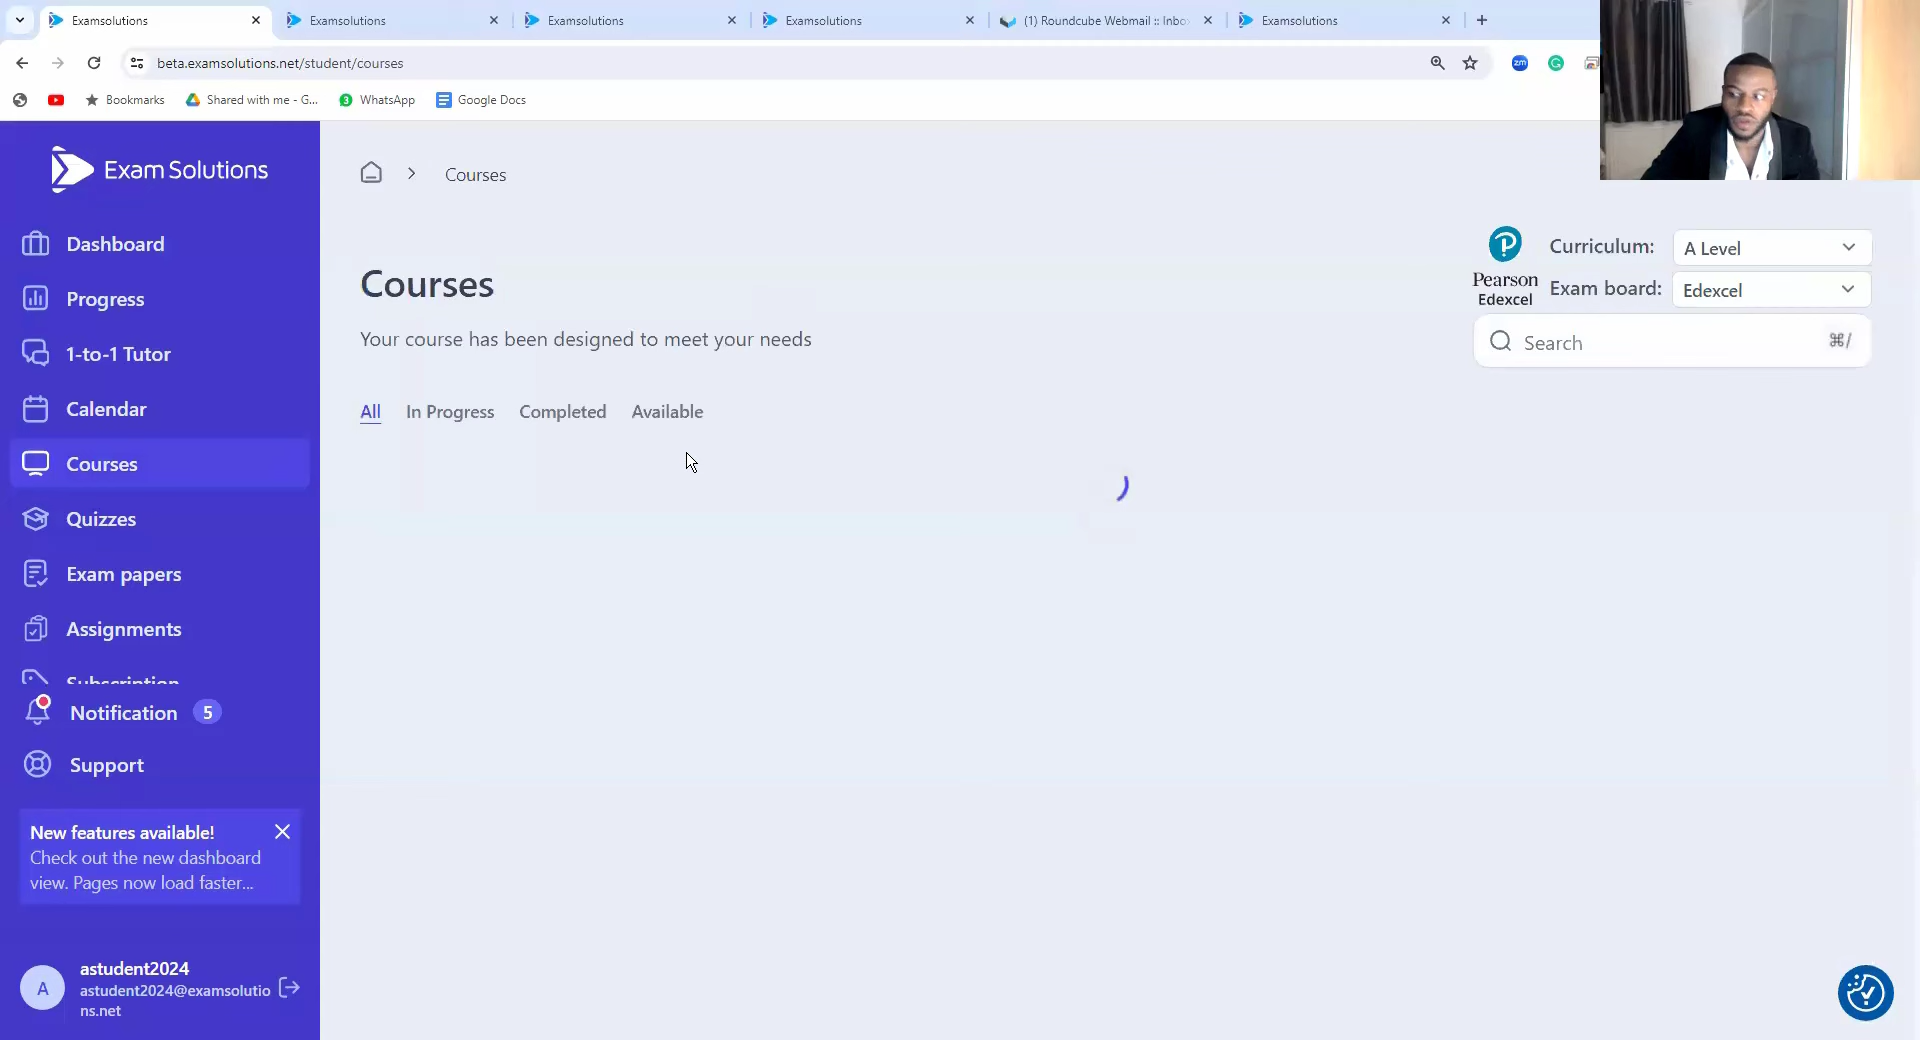 Examsolutions
Examsolutions
Examsolutions
Examsolutions
(1) Roundcube Webmail :: Inbo
Examsolutions
beta.examsolutions.net/student/courses
zm
Bookmarks
Shared with me - G...
3
WhatsApp
Google Docs
Exam Solutions
Dashboard
Progress
1-to-1 Tutor
Calendar
Courses
Quizzes
Exam papers
Assignments
Subscription
Notification 5
Support
New features available!
Check out the new dashboard
view. Pages now load faster...
A
astudent2024
astudent2024@examsolutio
ns.net
Courses
Courses
Your course has been designed to meet your needs
All In Progress Completed Available
Pearson
Edexcel
Curriculum: A Level
Exam board: Edexcel
Search ⌘/